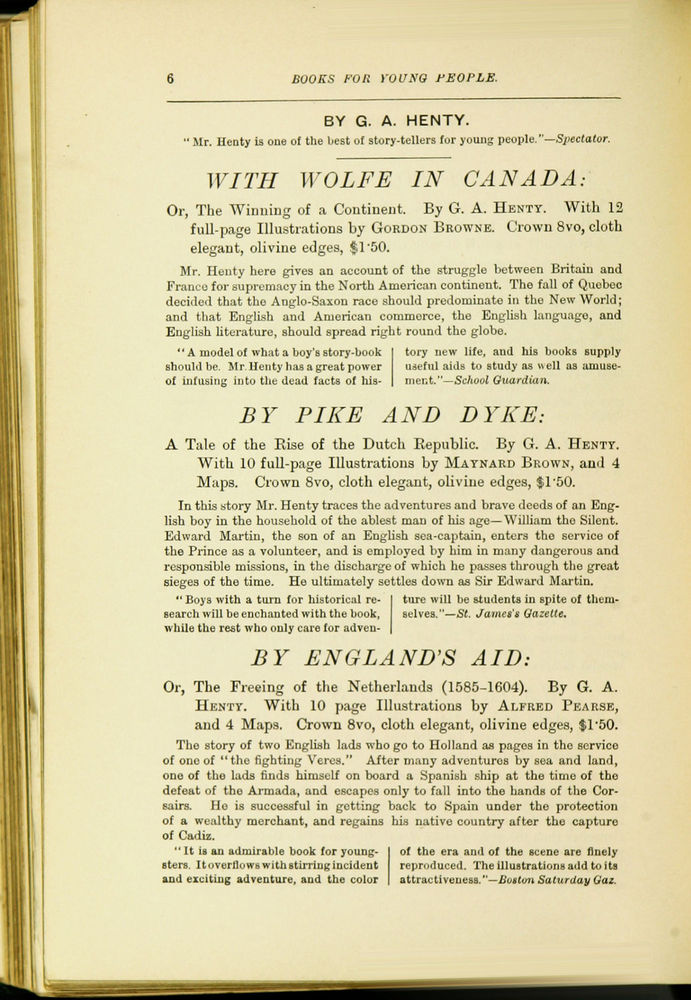 6 BOOKS FOR YOUNG PEOPLE.
BY G. A. HENTY.
"Mr. Henty is one of the best of story-tellers for young people."—Spectator.
WITH WOLFE IN CANADA:
Or, The Winning of a Continent. By G. A. HENTY. With 12
full-page Illustrations by GORDON BROWNE. Crown 8vo, cloth
elegant, olivine edges, $1·50.
Mr. Henty here gives an account of the struggle between Britain and
France for supremacy in the North American continent. The fall of Quebec
decided that the Anglo-Saxon race should predominate in the New World;
and that English and American commerce, the English language, and
English literature, should spread right round the globe.
"A model of what a boy's story-book
should be. Mr. Henty has a great power
of infusing into the dead facts of his-
tory new life, and his books supply
useful aids to study as well as amuse-
ment."—School Guardian.
BY PIKE AND DYKE:
A Tale of the Rise of the Dutch Republic. By G. A. HENTY.
With 10 full-page Illustrations by MAYNARD BROWN, and 4
Maps. Crown 8vo, cloth elegant, olivine edges, $1·50.
In this story Mr. Henty traces the adventures and brave deeds of an Eng-
lish boy in the household of the ablest man of his age—William the Silent.
Edward Martin, the son of an English sea-captain, enters the service of
the Prince as a volunteer, and is employed by him in many dangerous and
responsible missions, in the discharge of which he passes through the great
sieges of the time. He ultimately settles down as Sir Edward Martin.
"Boys with a turn for historical re-
search will be enchanted with the book,
while the rest who only care for adven-
ture will be students in spite of them-
selves."—St. James's Gazette.
BY ENGLAND'S AID:
Or, The Freeing of the Netherlands (1585-1604). By G. A.
HENTY. With 10 page Illustrations by ALFRED PEARSE,
and 4 Maps. Crown 8vo, cloth elegant, olivine edges, $1·50.
The story of two English lads who go to Holland as pages in the service
of one of "the fighting Veres." After many adventures by sea and land,
one of the lads finds himself on board a Spanish ship at the time of the
defeat of the Armada, and escapes only to fall into the hands of the Cor-
sairs. He is successful in getting back to Spain under the protection
of a wealthy merchant, and regains his native country after the capture
of Cadiz.
"It is an admirable book for young-
sters. It overflows with stirring incident
and exciting adventure, and the color
of the era and of the scene are finely
reproduced. The illustrations add to its
attractiveness."—Boston Saturday Gaz.